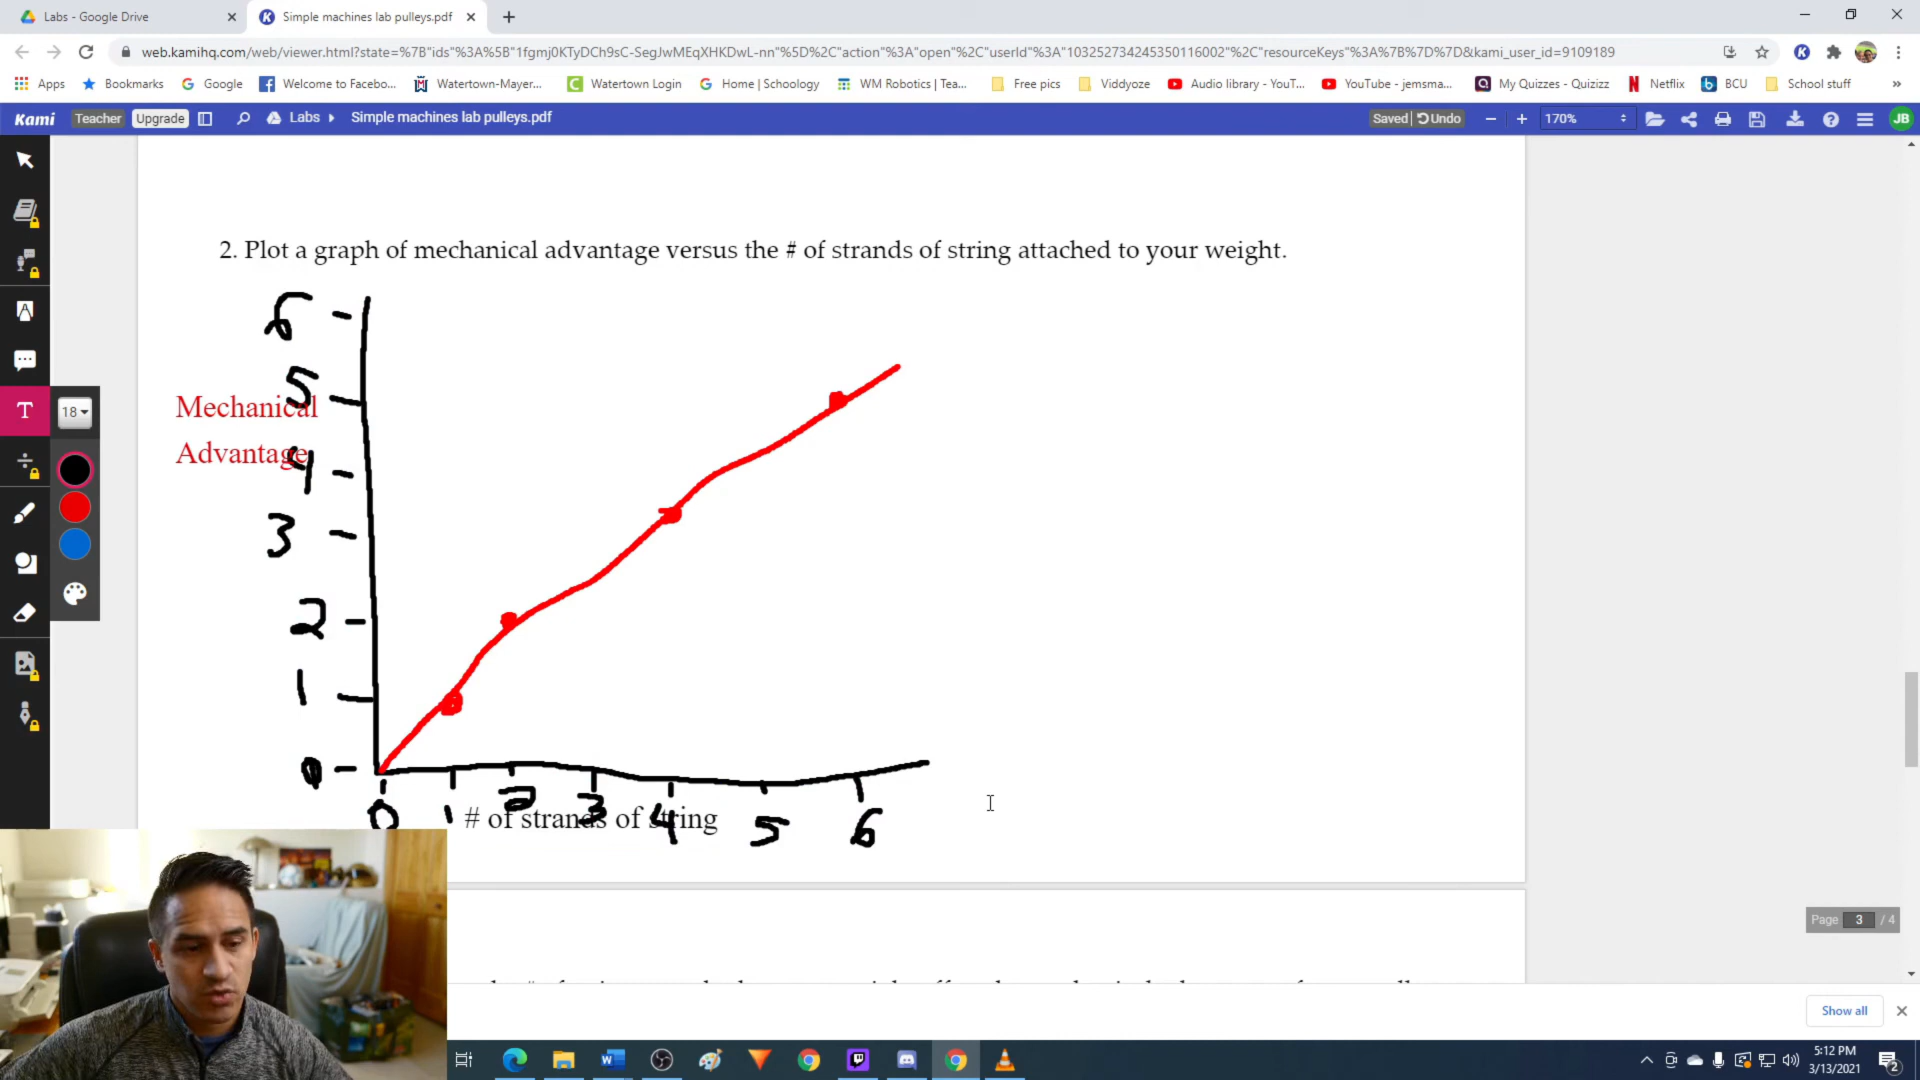 Labs - Google Drive
Simple machines lab pulleys.pdf
web.kamihq.com/web/viewer.html?state=%7B"ids"%3A%5B"1fgmj0KTyDCh9sC-SegJwMEqXHKDwL-nn"%5D%2C"action"%3A"open"%2C"userId"%3A"103252734245350116002"%2C"resourceKeys"%3A%7B%7D%7D&kami_user_id=9109189
Apps Bookmarks Google Welcome to Facebo... Watertown-Mayer... Watertown Login Home | Schoology WM Robotics | Tea... Free pics Viddyoze Audio library - YouT... YouTube - jemsma... My Quizzes - Quizizz Netflix BCU School stuff »
Kami Teacher Upgrade Labs Simple machines lab pulleys.pdf Saved Undo 170% JB
2. Plot a graph of mechanical advantage versus the # of strands of string attached to your weight.
6
5
Mechanical
Advantage
4
3
2
1
0
0 1 2 3 4 5 6
# of strands of string
T 18
Page 3 / 4
Show all
5:12 PM
3/13/2021
2